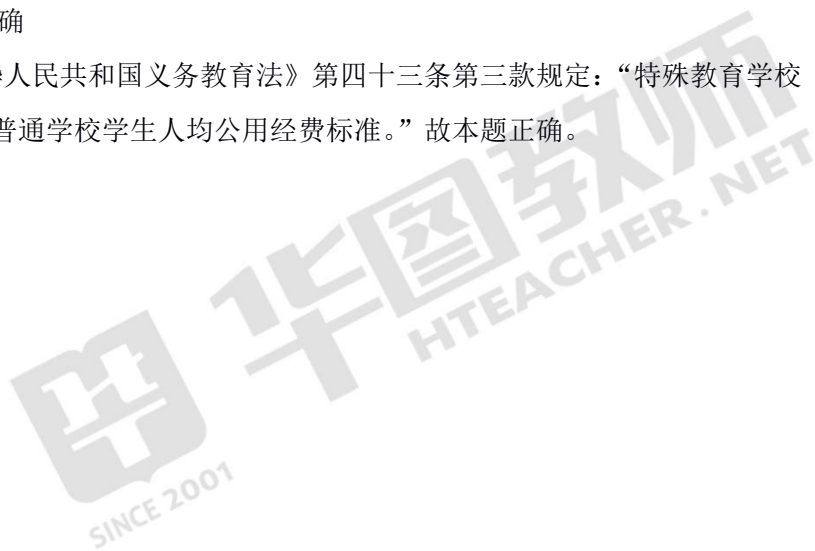 确
人民共和国义务教育法》第四十三条第三款规定：“特殊教育学校
普通学校学生人均公用经费标准。”故本题正确。
华图教师
HTEACHER.NET
SINCE 2001